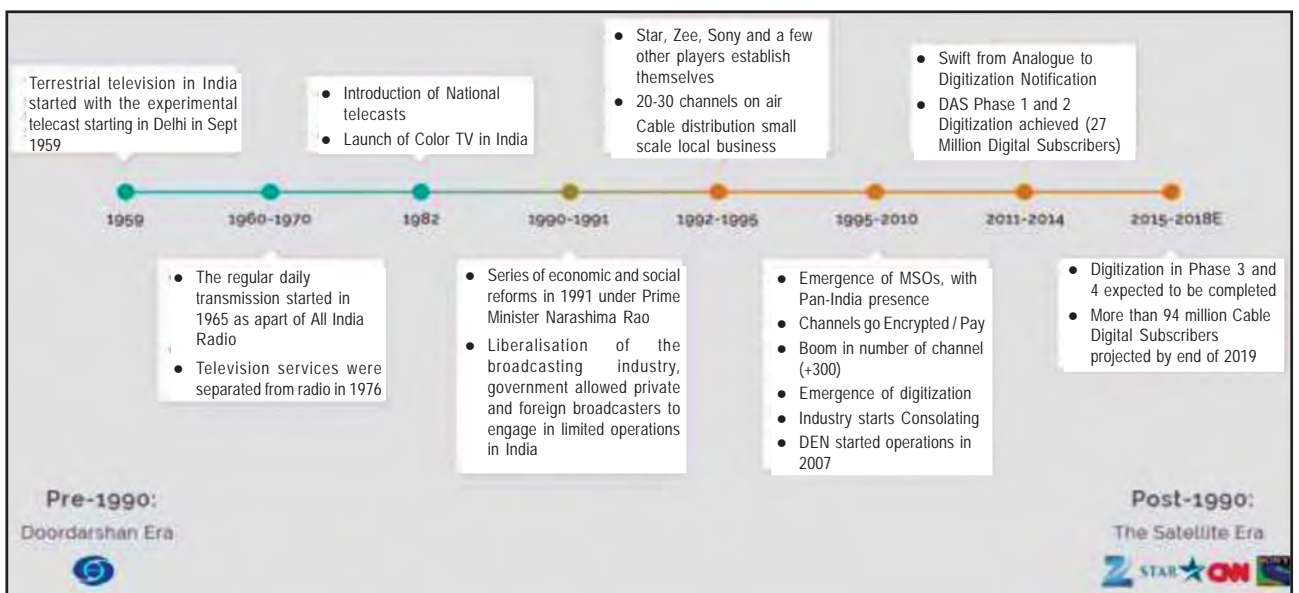 Terrestrial television in India
started with the experimental
telecast starting in Delhi in Sept
1959
● Introduction of National
telecasts
● Launch of Color TV in India
● Star, Zee, Sony and a few
other players establish
themselves
● 20-30 channels on air
Cable distribution small
scale local business
● Swift from Analogue to
Digitization Notification
● DAS Phase 1 and 2
Digitization achieved (27
Million Digital Subscribers)
1959
1960-1970
1982
1990-1991
1992-1995
1995-2010
2011-2014
2015-2018E
● The regular daily
transmission started in
1965 as apart of All India
Radio
● Television services were
separated from radio in 1976
● Series of economic and social
reforms in 1991 under Prime
Minister Narashima Rao
● Liberalisation of the
broadcasting industry,
government allowed private
and foreign broadcasters to
engage in limited operations
in India
● Emergence of MSOs, with
Pan-India presence
● Channels go Encrypted / Pay
● Boom in number of channel
(+300)
● Emergence of digitization
● Industry starts Consolating
● DEN started operations in
2007
● Digitization in Phase 3 and
4 expected to be completed
● More than 94 million Cable
Digital Subscribers
projected by end of 2019
Pre-1990:
Doordarshan Era
Post-1990:
The Satellite Era
Z STAR CNN